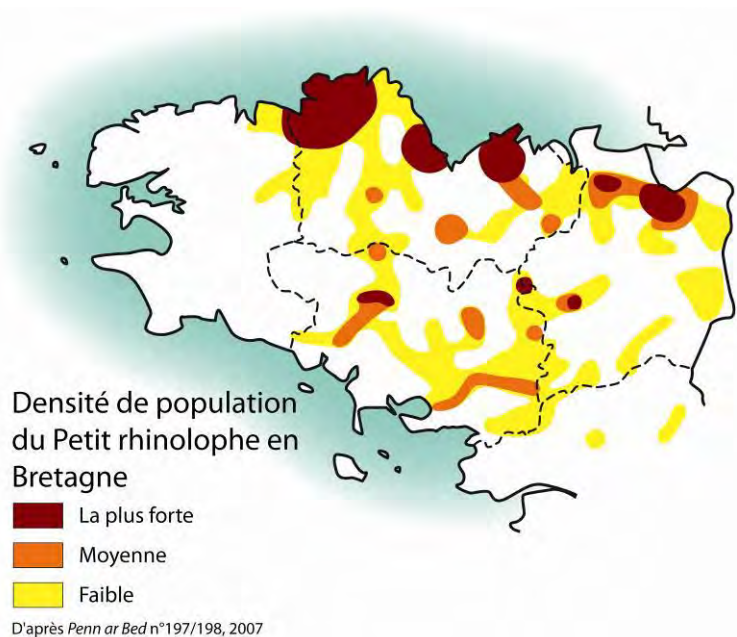 Densité de population
du Petit rhinolophe en
Bretagne
La plus forte
Moyenne
Faible
D'après Penn ar Bed n°197/198, 2007